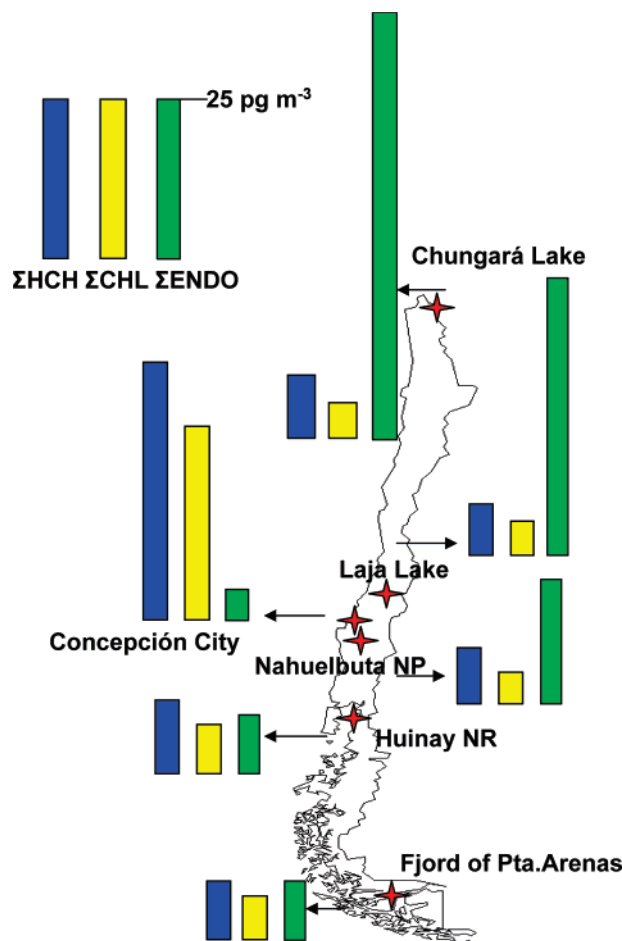 25 pg m⁻³
ΣHCH ΣCHL ΣENDO
Chungará Lake
Laja Lake
Concepción City
Nahuelbuta NP
Huinay NR
Fjord of Pta.Arenas